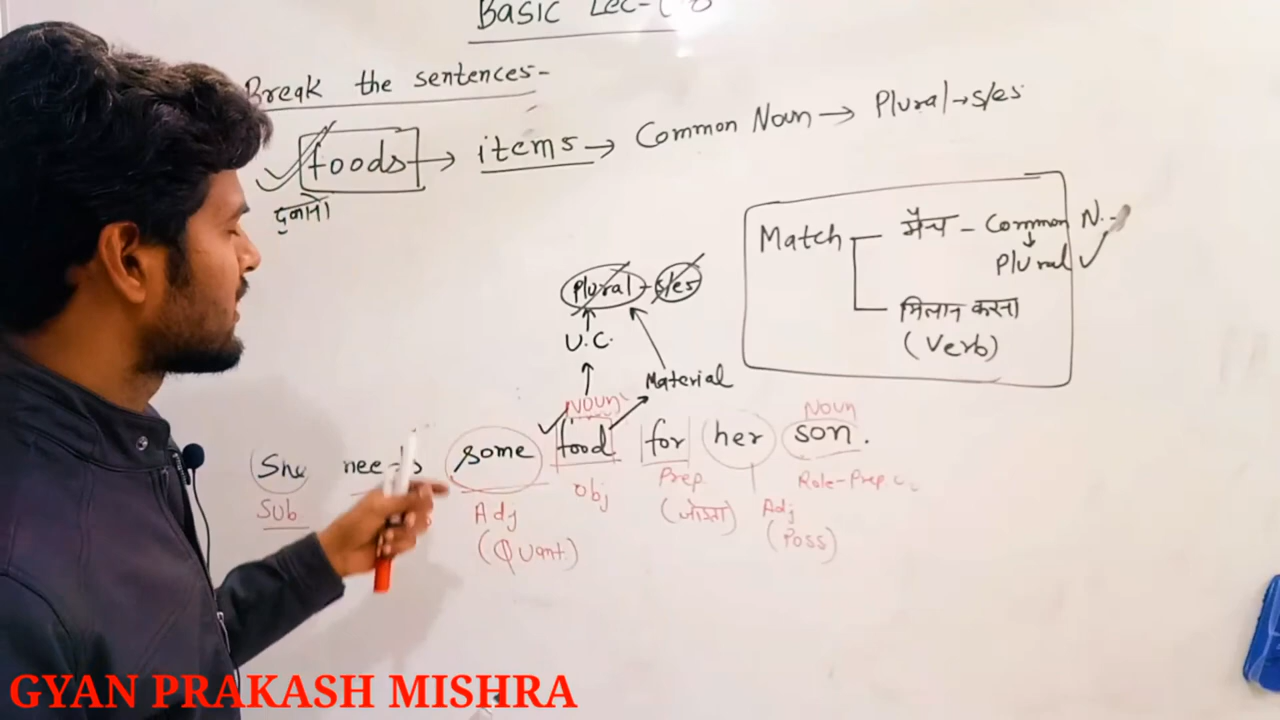 Basic Lec-
Break the sentences-
foods → items → Common Noun → Plural → s/es
दुकाने
Match मैच - Common N.
Plural ✓
मिलान करना
(Verb)
Plural - s/es
U.C.
Material
Noun Noun
She some food for her son.
Sub Adj Obj Prep. Adj Role-Prep
(Quant.) (जोड़ता) (Poss)
GYAN PRAKASH MISHRA